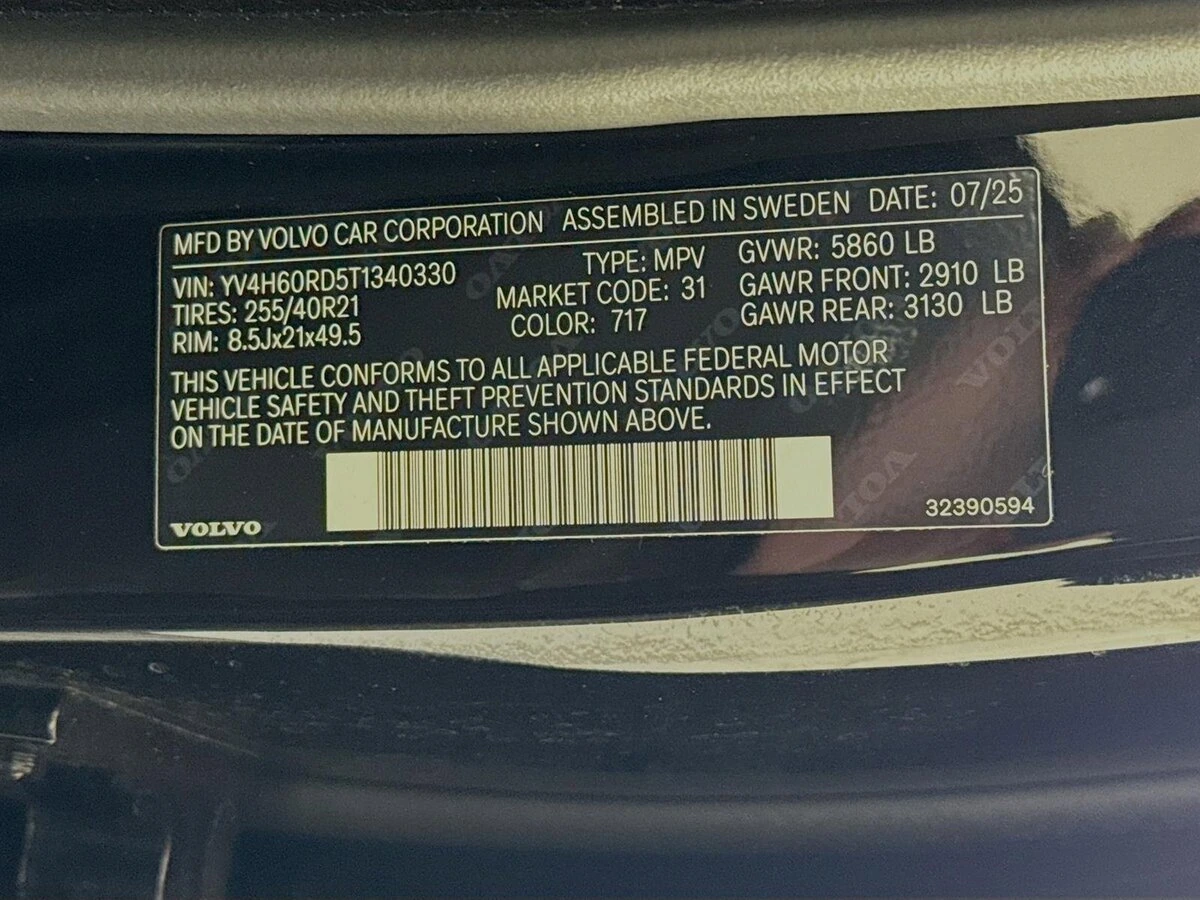 MFD BY VOLVO CAR CORPORATION ASSEMBLED IN SWEDEN DATE: 07/25
VIN: YV4H60RD5T1340330 TYPE: MPV GVWR: 5860 LB
TIRES: 255/40R21 MARKET CODE: 31 GAWR FRONT: 2910 LB
RIM: 8.5Jx21x49.5 COLOR: 717 GAWR REAR: 3130 LB
THIS VEHICLE CONFORMS TO ALL APPLICABLE FEDERAL MOTOR
VEHICLE SAFETY AND THEFT PREVENTION STANDARDS IN EFFECT
ON THE DATE OF MANUFACTURE SHOWN ABOVE.
VOLVO 32390594